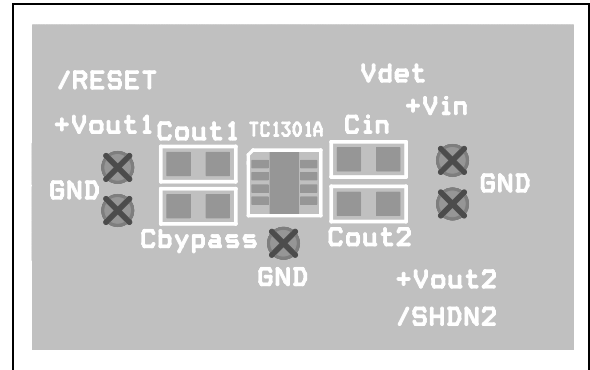 /RESET
Vdet
+Vin
+Vout1
Cout1
TC1301A
Cin
GND
GND
Cbypass
Cout2
GND
+Vout2
/SHDN2